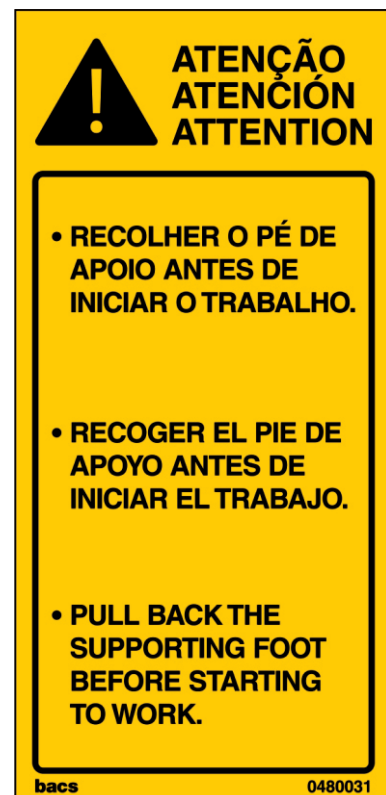 ATENÇÃO
ATENCIÓN
ATTENTION
• RECOLHER O PÉ DE
APOIO ANTES DE
INICIAR O TRABALHO.
• RECOGER EL PIE DE
APOYO ANTES DE
INICIAR EL TRABAJO.
• PULL BACK THE
SUPPORTING FOOT
BEFORE STARTING
TO WORK.
bacs 0480031